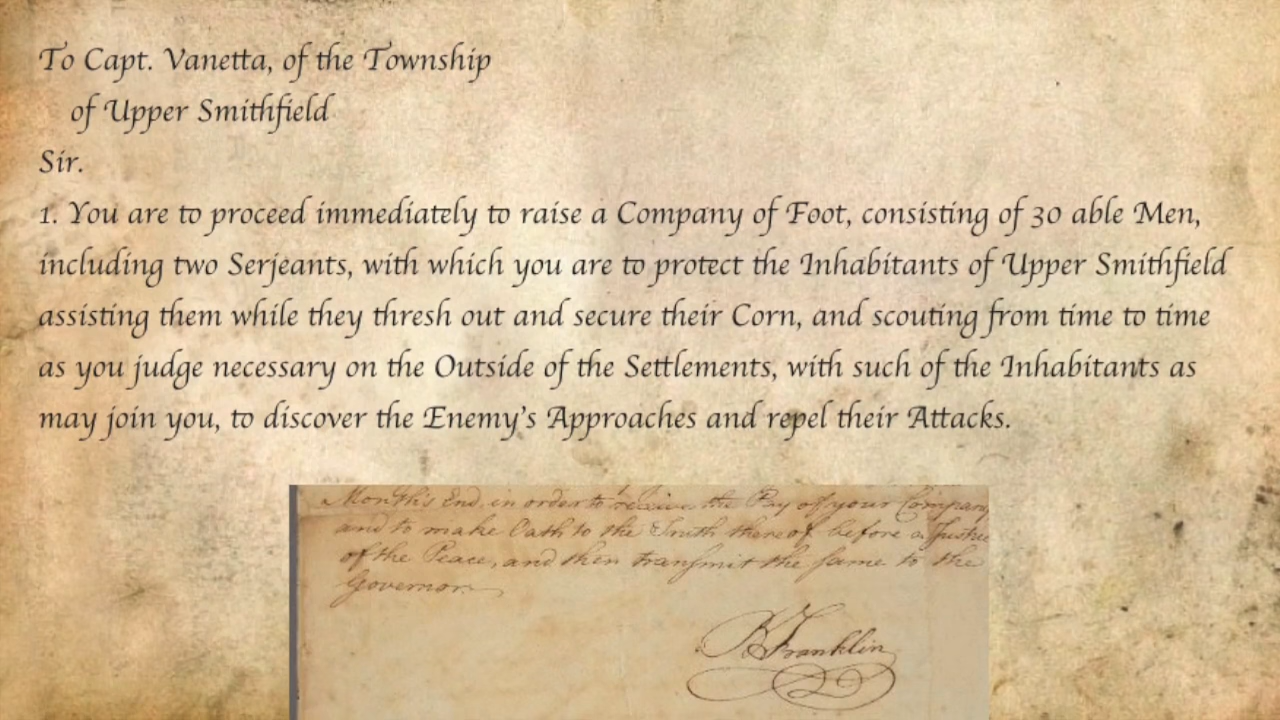 To Capt. Vanetta, of the Township
of Upper Smithfield
Sir.
1. You are to proceed immediately to raise a Company of Foot, consisting of 30 able Men,
including two Serjeants, with which you are to protect the Inhabitants of Upper Smithfield
assisting them while they thresh out and secure their Corn, and scouting from time to time
as you judge necessary on the Outside of the Settlements, with such of the Inhabitants as
may join you, to discover the Enemy's Approaches and repel their Attacks.
Month's End, in order to receive the Pay of your Company
and to make Oath to the Truth thereof before a Justice
of the Peace, and then transmit the same to the
Governor.
B Franklin